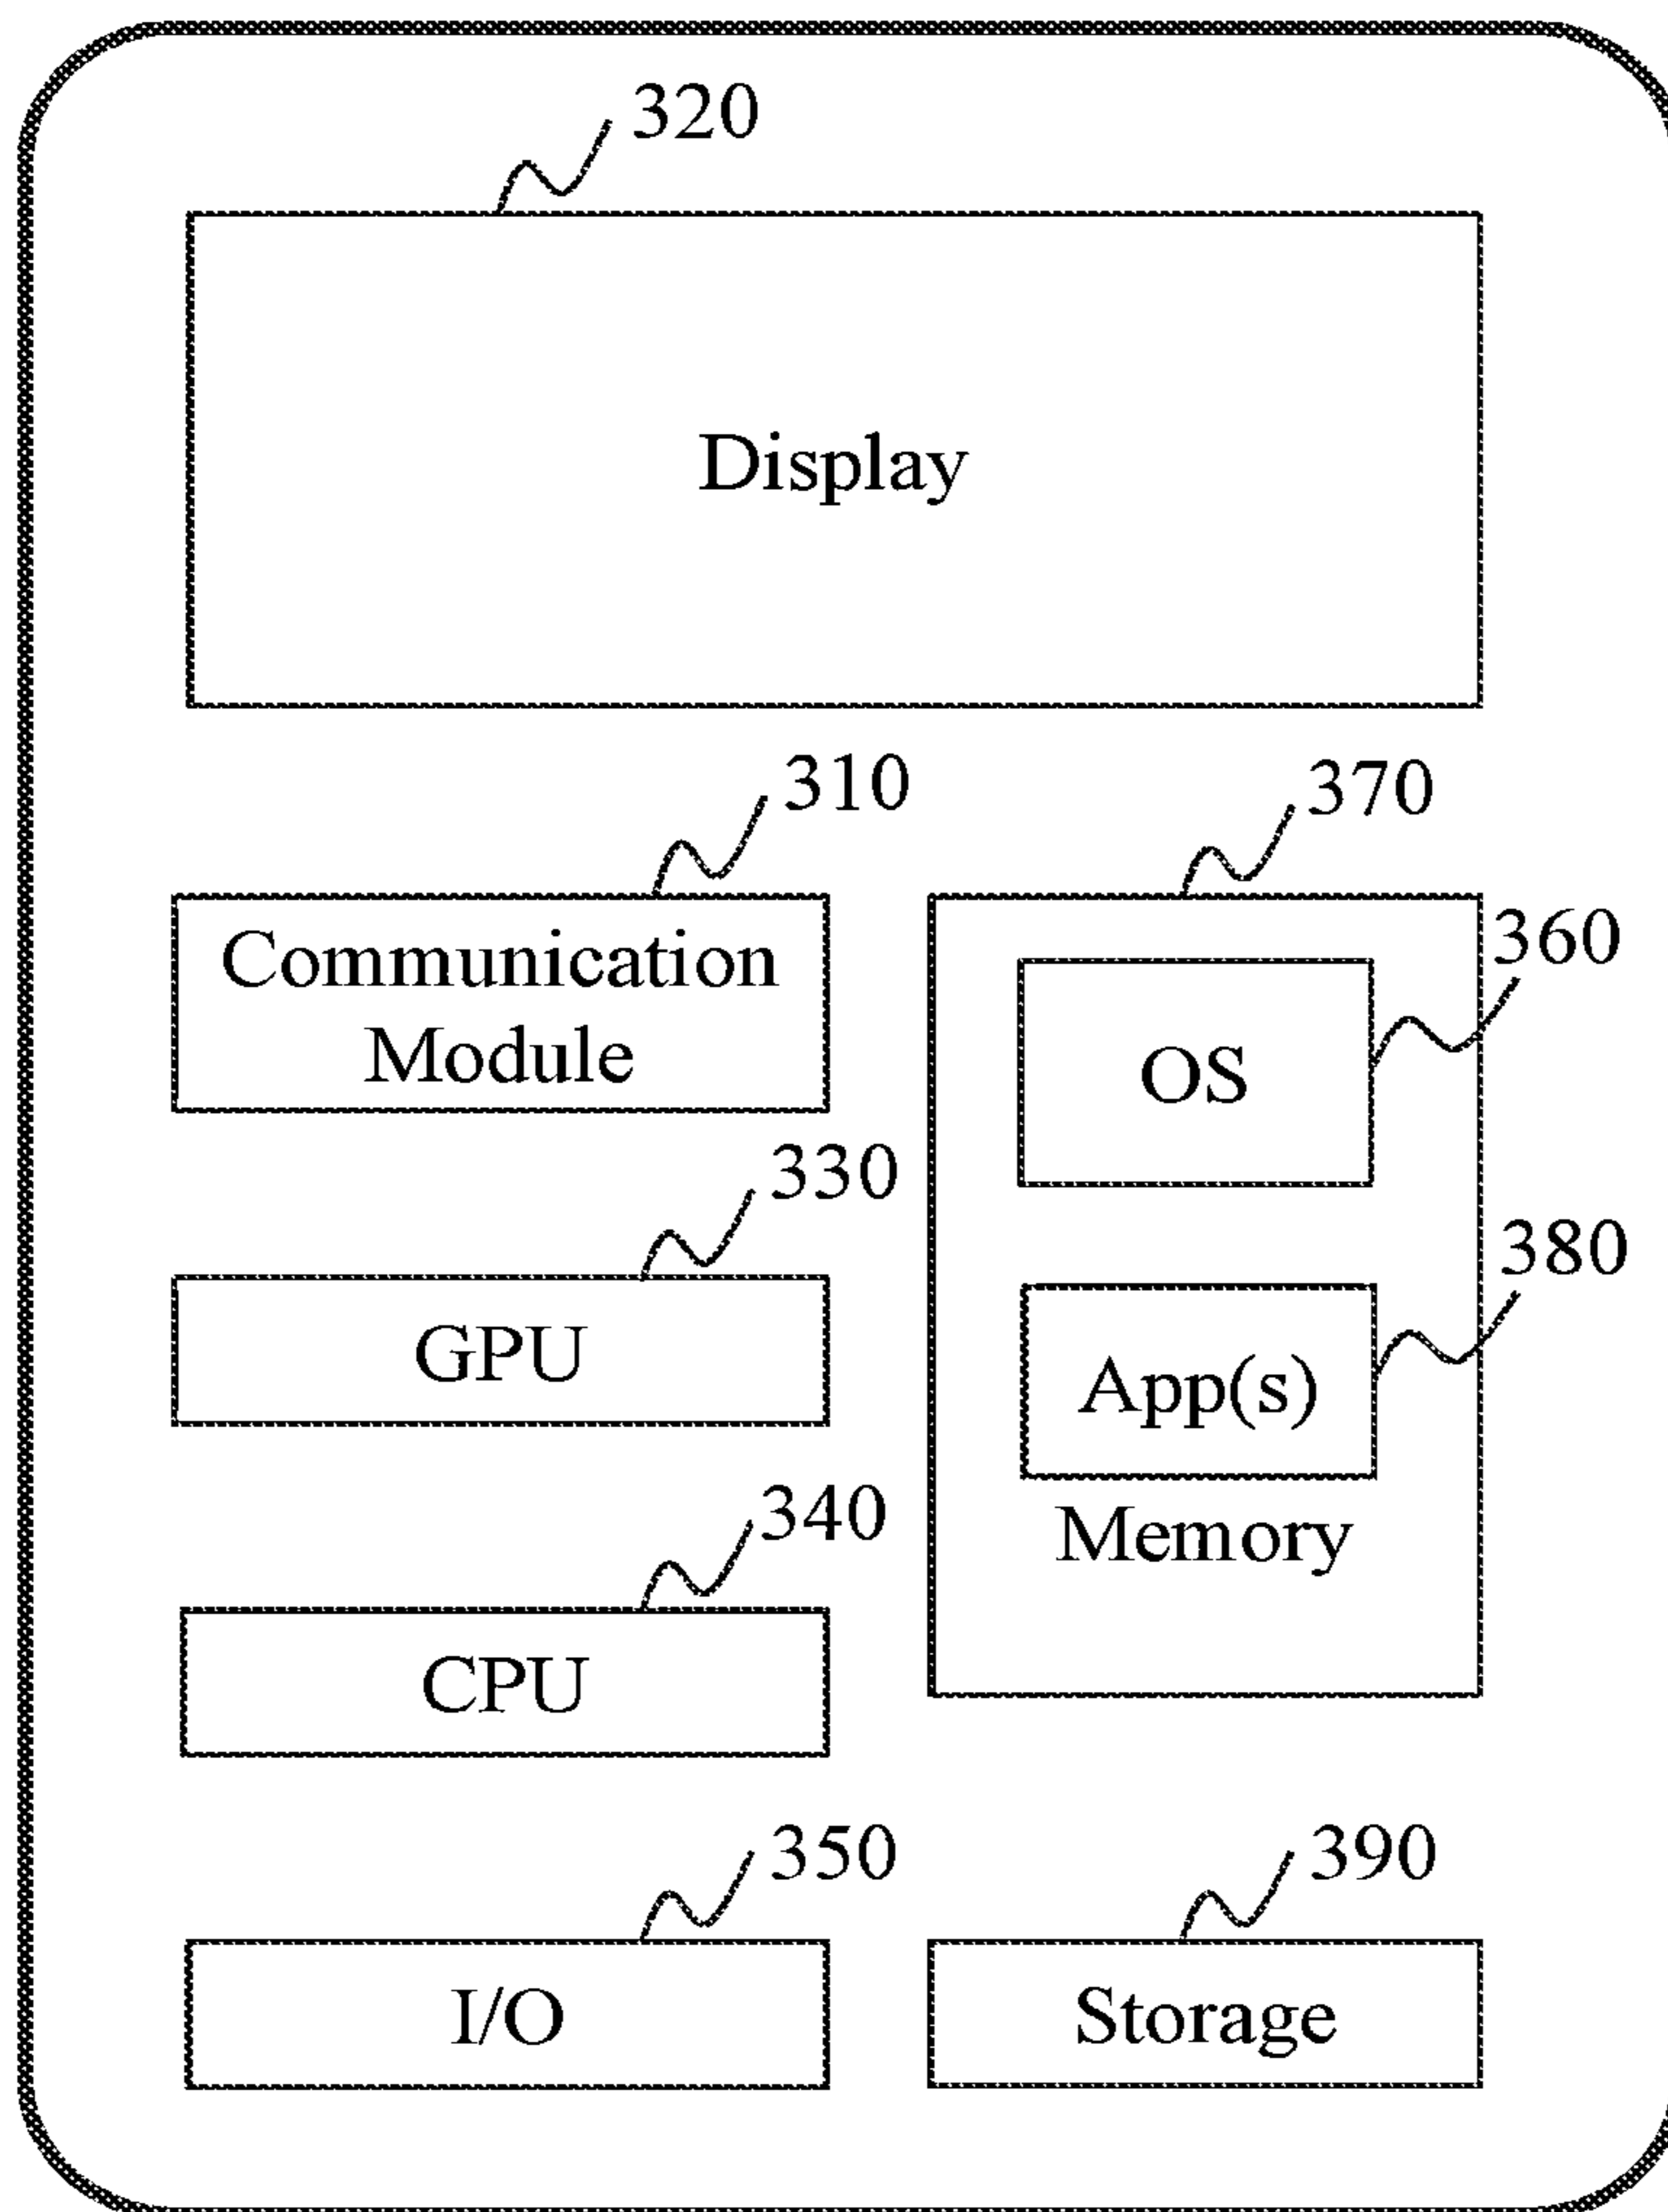 320
Display
310
370
Communication
Module
360
OS
330
GPU
380
App(s)
Memory
340
CPU
350
390
I/O
Storage